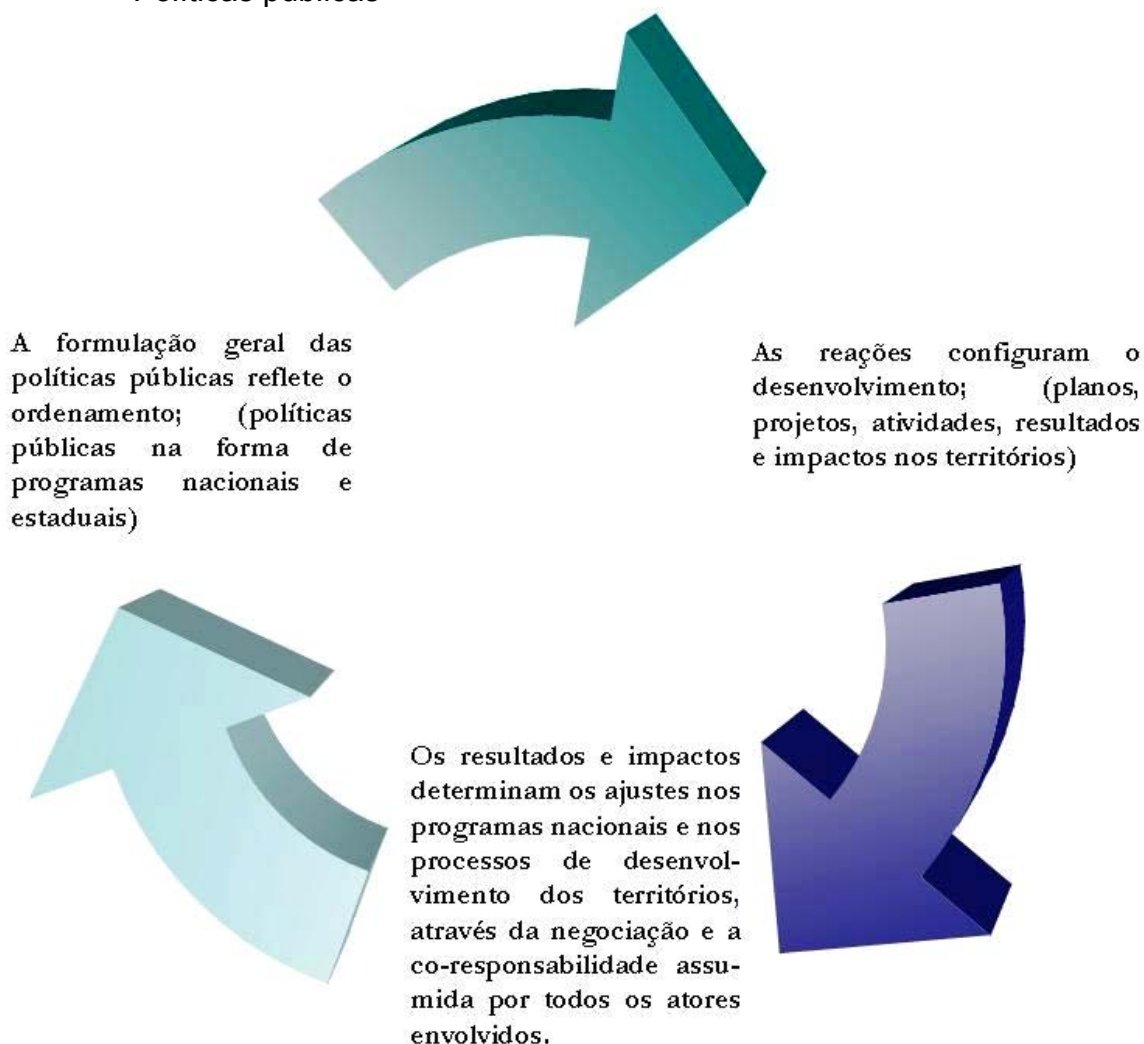 Políticas públicas
A formulação geral das
políticas públicas reflete o
ordenamento; (políticas
públicas na forma de
programas nacionais e
estaduais)
As reações configuram o
desenvolvimento; (planos,
projetos, atividades, resultados
e impactos nos territórios)
Os resultados e impactos
determinam os ajustes nos
programas nacionais e nos
processos de desenvol-
vimento dos territórios,
através da negociação e a
co-responsabilidade assu-
mida por todos os atores
envolvidos.